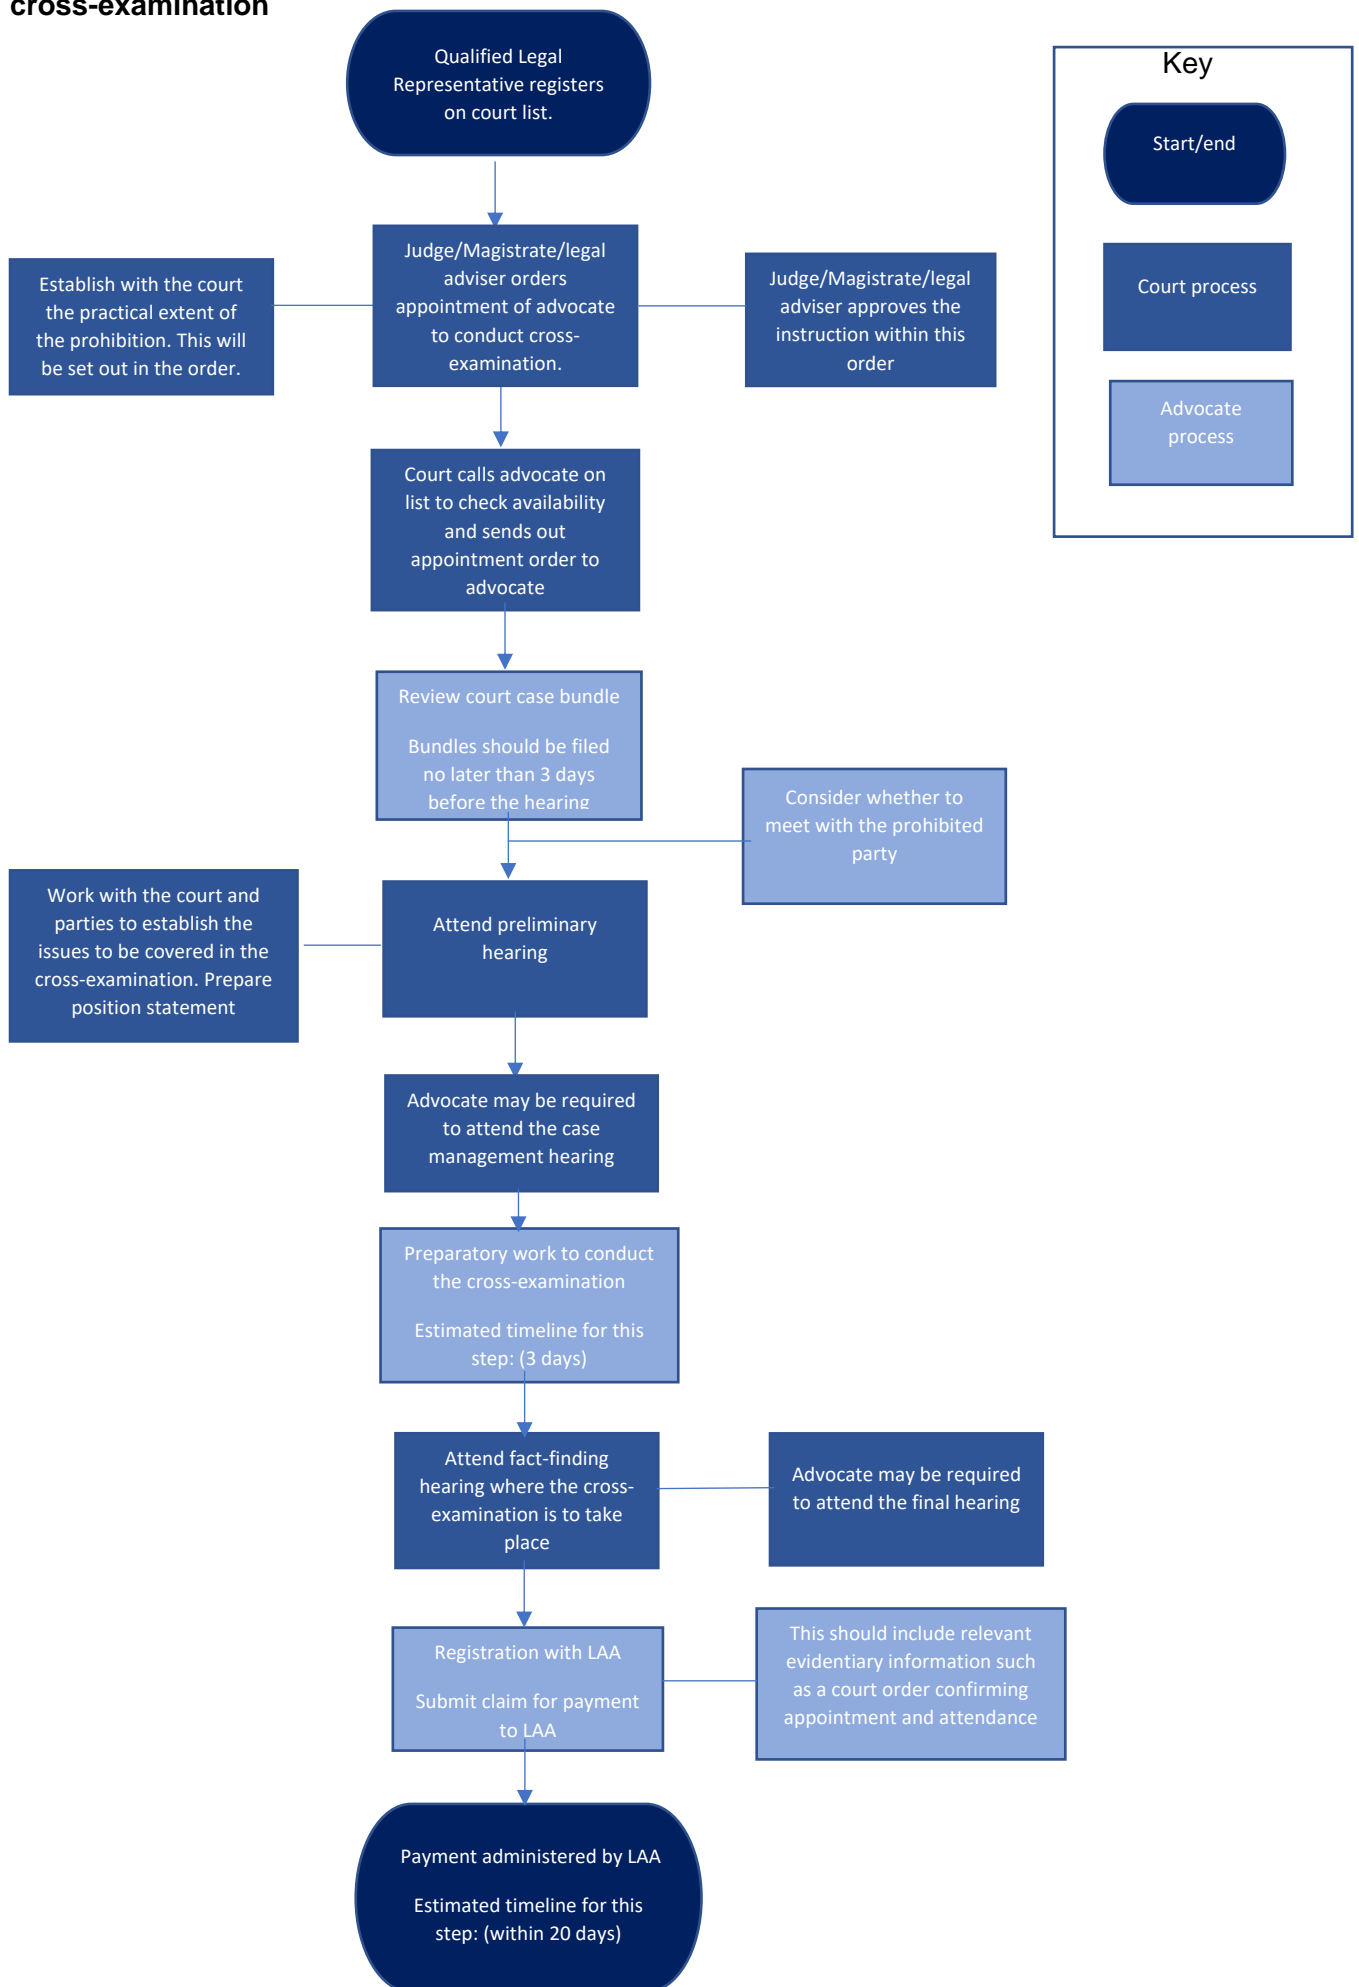 cross-examination
Qualified Legal
Representative registers
on court list.
Key
Start/end
Court process
Advocate
process
Establish with the court
the practical extent of
the prohibition. This will
be set out in the order.
Judge/Magistrate/legal
adviser orders
appointment of advocate
to conduct cross-
examination.
Judge/Magistrate/legal
adviser approves the
instruction within this
order
Court calls advocate on
list to check availability
and sends out
appointment order to
advocate
Review court case bundle
Bundles should be filed
no later than 3 days
before the hearing
Consider whether to
meet with the prohibited
party
Work with the court and
parties to establish the
issues to be covered in the
cross-examination. Prepare
position statement
Attend preliminary
hearing
Advocate may be required
to attend the case
management hearing
Preparatory work to conduct
the cross-examination
Estimated timeline for this
step: (3 days)
Attend fact-finding
hearing where the cross-
examination is to take
place
Advocate may be required
to attend the final hearing
Registration with LAA
Submit claim for payment
to LAA
This should include relevant
evidentiary information such
as a court order confirming
appointment and attendance
Payment administered by LAA
Estimated timeline for this
step: (within 20 days)